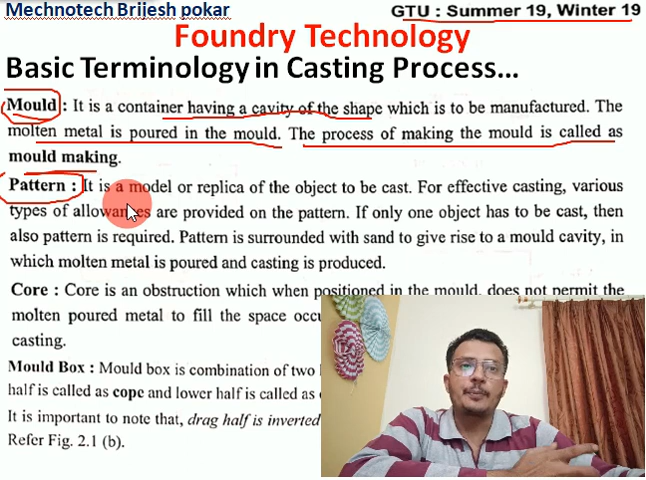 Mechnotech Brijesh pokar
GTU : Summer 19, Winter 19
Foundry Technology
Basic Terminology in Casting Process...
Mould : It is a container having a cavity of the shape which is to be manufactured. The
molten metal is poured in the mould. The process of making the mould is called as
mould making.
Pattern : It is a model or replica of the object to be cast. For effective casting, various
types of allowances are provided on the pattern. If only one object has to be cast, then
also pattern is required. Pattern is surrounded with sand to give rise to a mould cavity, in
which molten metal is poured and casting is produced.
Core : Core is an obstruction which when positioned in the mould, does not permit the
molten poured metal to fill the space
casting.
Mould Box : Mould box is combination of two
half is called as cope and lower half is called as
It is important to note that, drag half is inverted
Refer Fig. 2.1 (b).